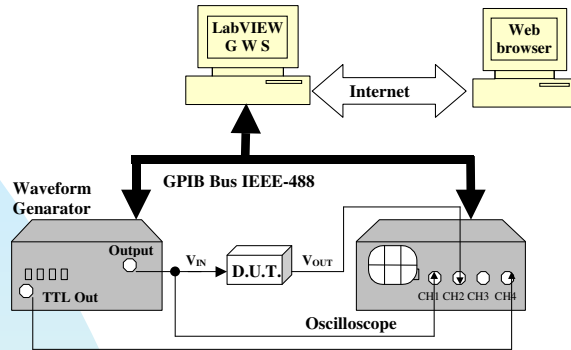 LabVIEW
G W S
Web
browser
Internet
GPIB Bus IEEE-488
Waveform
Genarator
Output
VIN
D.U.T.
VOUT
TTL Out
CH1 CH2 CH3 CH4
Oscilloscope